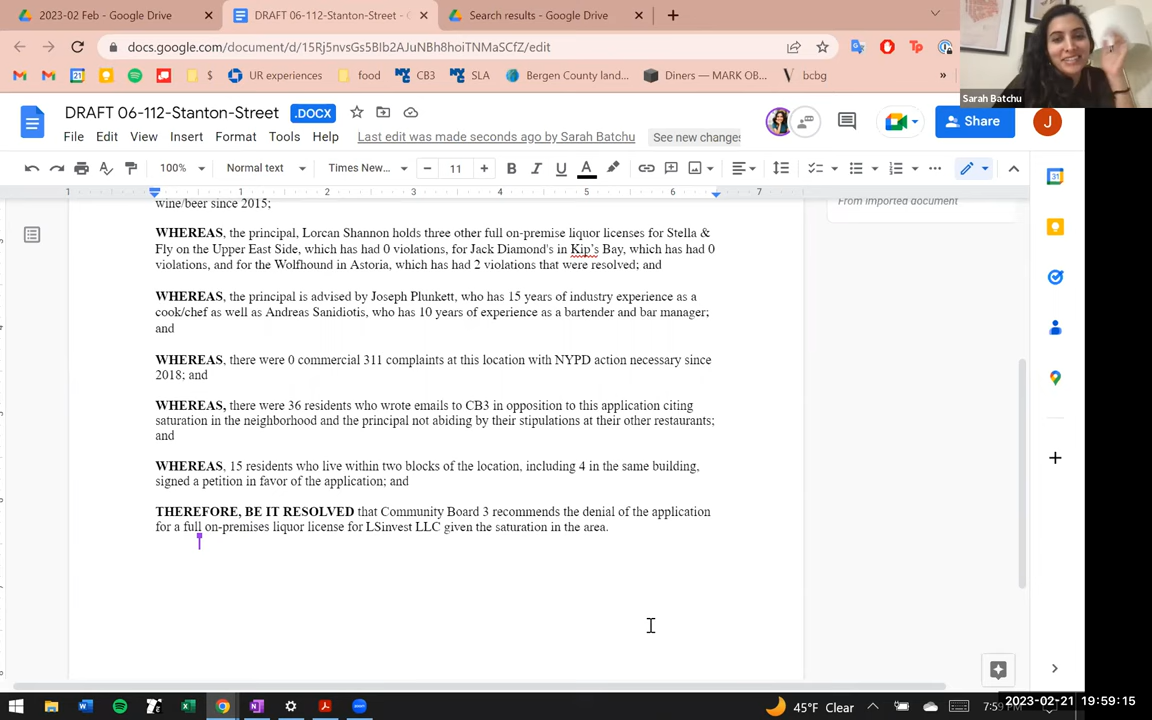 2023-02 Feb - Google Drive
DRAFT 06-112-Stanton-Street -
Search results - Google Drive
docs.google.com/document/d/15Rj5nvsGs5BIb2AJuNBh8hoiTNMaSCfZ/edit
$
UR experiences
food
CB3
SLA
Bergen County land...
Diners — MARK OB...
bcbg
»
Sarah Batchu
DRAFT 06-112-Stanton-Street
.DOCX
Share
J
File Edit View Insert Format Tools Help
Last edit was made seconds ago by Sarah Batchu
See new changes
100% Normal text Times New... 11 B I U A
1 1 2 3 4 5 6 7
From imported document
wine/beer since 2015;
WHEREAS, the principal, Lorcan Shannon holds three other full on-premise liquor licenses for Stella &
Fly on the Upper East Side, which has had 0 violations, for Jack Diamond's in Kip's Bay, which has had 0
violations, and for the Wolfhound in Astoria, which has had 2 violations that were resolved; and
WHEREAS, the principal is advised by Joseph Plunkett, who has 15 years of industry experience as a
cook/chef as well as Andreas Sanidiotis, who has 10 years of experience as a bartender and bar manager;
and
WHEREAS, there were 0 commercial 311 complaints at this location with NYPD action necessary since
2018; and
WHEREAS, there were 36 residents who wrote emails to CB3 in opposition to this application citing
saturation in the neighborhood and the principal not abiding by their stipulations at their other restaurants;
and
WHEREAS, 15 residents who live within two blocks of the location, including 4 in the same building,
signed a petition in favor of the application; and
THEREFORE, BE IT RESOLVED that Community Board 3 recommends the denial of the application
for a full on-premises liquor license for LSinvest LLC given the saturation in the area.
45°F Clear
2023-02-21 19:59:15